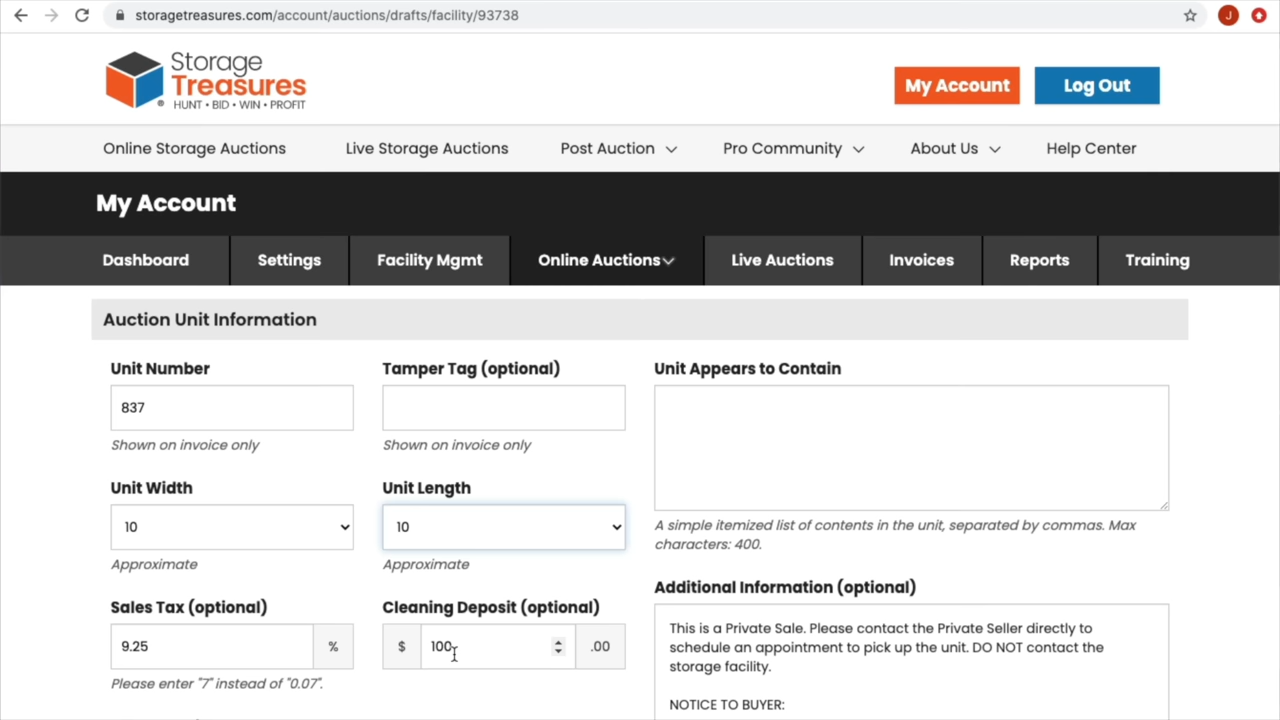 storagetreasures.com/account/auctions/drafts/facility/93738
J
Storage
Treasures
HUNT • BID • WIN • PROFIT
My Account
Log Out
Online Storage Auctions
Live Storage Auctions
Post Auction
Pro Community
About Us
Help Center
My Account
Dashboard
Settings
Facility Mgmt
Online Auctions
Live Auctions
Invoices
Reports
Training
Auction Unit Information
Unit Number
837
Shown on invoice only
Tamper Tag (optional)
Shown on invoice only
Unit Width
10
Approximate
Unit Length
10
Approximate
Sales Tax (optional)
9.25 %
Please enter "7" instead of "0.07".
Cleaning Deposit (optional)
$ 100 .00
Unit Appears to Contain
A simple itemized list of contents in the unit, separated by commas. Max
characters: 400.
Additional Information (optional)
This is a Private Sale. Please contact the Private Seller directly to
schedule an appointment to pick up the unit. DO NOT contact the
storage facility.
NOTICE TO BUYER: